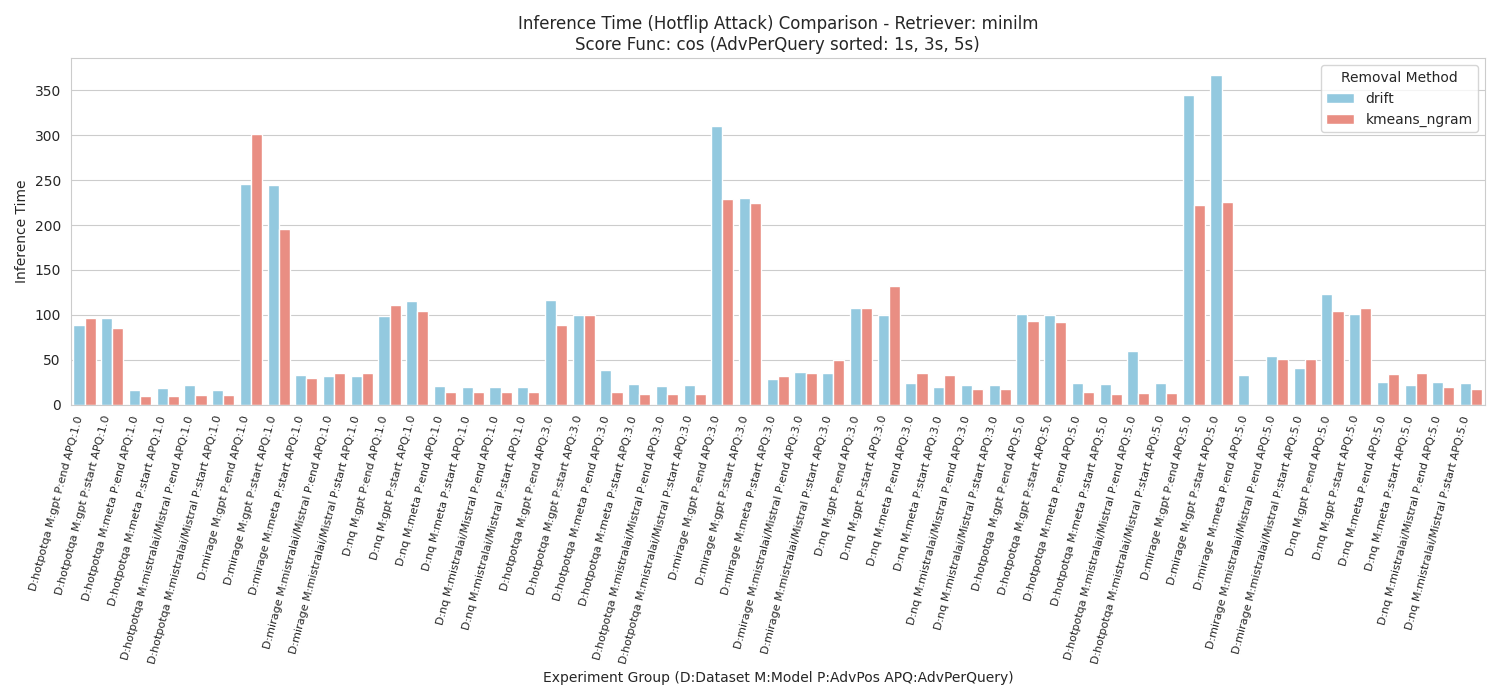 Inference Time (Hotflip Attack) Comparison - Retriever: minilm
Score Func: cos (AdvPerQuery sorted: 1s, 3s, 5s)
Removal Method
drift
kmeans_ngram
Inference Time
350
300
250
200
150
100
50
0
D:hotpotqa M:gpt P:end APQ:1.0
D:hotpotqa M:gpt P:start APQ:1.0
D:hotpotqa M:meta P:end APQ:1.0
D:hotpotqa M:meta P:start APQ:1.0
D:hotpotqa M:mistralai/Mistral P:end APQ:1.0
D:hotpotqa M:mistralai/Mistral P:start APQ:1.0
D:mirage M:gpt P:end APQ:1.0
D:mirage M:gpt P:start APQ:1.0
D:mirage M:meta P:start APQ:1.0
D:mirage M:mistralai/Mistral P:end APQ:1.0
D:mirage M:mistralai/Mistral P:start APQ:1.0
D:nq M:gpt P:end APQ:1.0
D:nq M:gpt P:start APQ:1.0
D:nq M:meta P:end APQ:1.0
D:nq M:meta P:start APQ:1.0
D:nq M:mistralai/Mistral P:end APQ:1.0
D:nq M:mistralai/Mistral P:start APQ:1.0
D:hotpotqa M:gpt P:end APQ:3.0
D:hotpotqa M:gpt P:start APQ:3.0
D:hotpotqa M:meta P:end APQ:3.0
D:hotpotqa M:meta P:start APQ:3.0
D:hotpotqa M:mistralai/Mistral P:end APQ:3.0
D:hotpotqa M:mistralai/Mistral P:start APQ:3.0
D:mirage M:gpt P:end APQ:3.0
D:mirage M:gpt P:start APQ:3.0
D:mirage M:meta P:start APQ:3.0
D:mirage M:mistralai/Mistral P:end APQ:3.0
D:mirage M:mistralai/Mistral P:start APQ:3.0
D:nq M:gpt P:end APQ:3.0
D:nq M:gpt P:start APQ:3.0
D:nq M:meta P:end APQ:3.0
D:nq M:meta P:start APQ:3.0
D:nq M:mistralai/Mistral P:end APQ:3.0
D:nq M:mistralai/Mistral P:start APQ:3.0
D:hotpotqa M:gpt P:end APQ:5.0
D:hotpotqa M:gpt P:start APQ:5.0
D:hotpotqa M:meta P:end APQ:5.0
D:hotpotqa M:meta P:start APQ:5.0
D:hotpotqa M:mistralai/Mistral P:end APQ:5.0
D:hotpotqa M:mistralai/Mistral P:start APQ:5.0
D:mirage M:gpt P:end APQ:5.0
D:mirage M:gpt P:start APQ:5.0
D:mirage M:meta P:end APQ:5.0
D:mirage M:mistralai/Mistral P:end APQ:5.0
D:mirage M:mistralai/Mistral P:start APQ:5.0
D:nq M:gpt P:end APQ:5.0
D:nq M:gpt P:start APQ:5.0
D:nq M:meta P:end APQ:5.0
D:nq M:meta P:start APQ:5.0
D:nq M:mistralai/Mistral P:end APQ:5.0
D:nq M:mistralai/Mistral P:start APQ:5.0
Experiment Group (D:Dataset M:Model P:AdvPos APQ:AdvPerQuery)